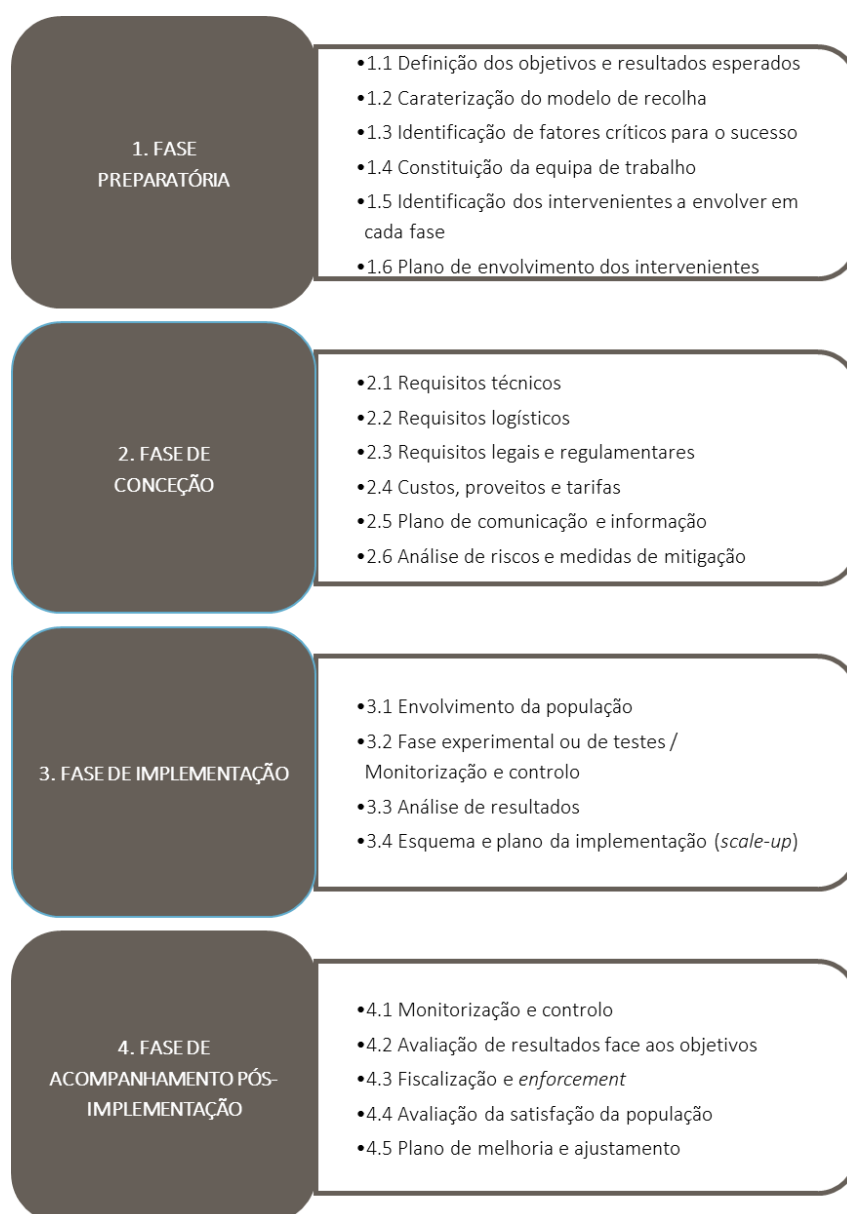 1. FASE
PREPARATÓRIA
•1.1 Definição dos objetivos e resultados esperados
•1.2 Caraterização do modelo de recolha
•1.3 Identificação de fatores críticos para o sucesso
•1.4 Constituição da equipa de trabalho
•1.5 Identificação dos intervenientes a envolver em
cada fase
•1.6 Plano de envolvimento dos intervenientes
2. FASE DE
CONCEÇÃO
•2.1 Requisitos técnicos
•2.2 Requisitos logísticos
•2.3 Requisitos legais e regulamentares
•2.4 Custos, proveitos e tarifas
•2.5 Plano de comunicação e informação
•2.6 Análise de riscos e medidas de mitigação
3. FASE DE IMPLEMENTAÇÃO
•3.1 Envolvimento da população
•3.2 Fase experimental ou de testes /
Monitorização e controlo
•3.3 Análise de resultados
•3.4 Esquema e plano da implementação (scale-up)
4. FASE DE
ACOMPANHAMENTO PÓS-
IMPLEMENTAÇÃO
•4.1 Monitorização e controlo
•4.2 Avaliação de resultados face aos objetivos
•4.3 Fiscalização e enforcement
•4.4 Avaliação da satisfação da população
•4.5 Plano de melhoria e ajustamento